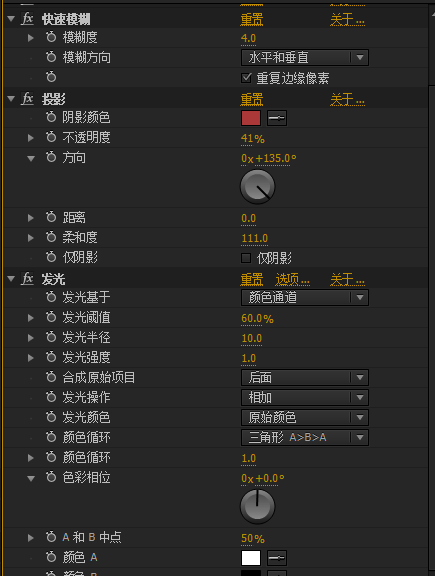 fx 快速模糊 重置 关于...
模糊度 4.0
模糊方向 水平和垂直
重复边缘像素
fx 投影 重置 关于...
阴影颜色
不透明度 41%
方向 0x+135.0°
距离 0.0
柔和度 111.0
仅阴影 仅阴影
fx 发光 重置 选项... 关于...
发光基于 颜色通道
发光阈值 60.0%
发光半径 10.0
发光强度 1.0
合成原始项目 后面
发光操作 相加
发光颜色 原始颜色
颜色循环 三角形 A>B>A
颜色循环 1.0
色彩相位 0x+0.0°
A 和 B 中点 50%
颜色 A